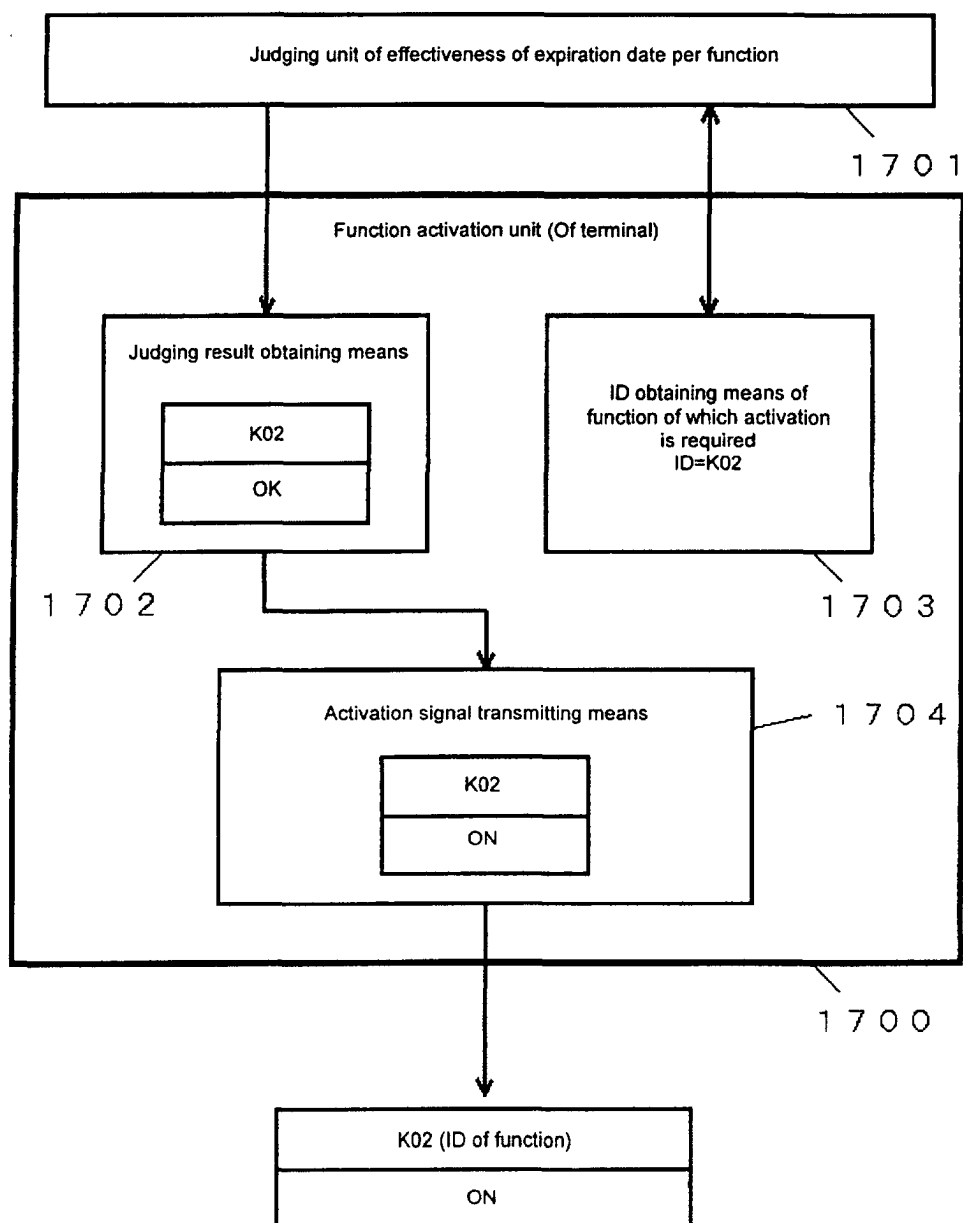 Judging unit of effectiveness of expiration date per function
1701
Function activation unit (Of terminal)
Judging result obtaining means
K02
OK
1702
ID obtaining means of
function of which activation
is required
ID=K02
1703
Activation signal transmitting means
K02
ON
1704
1700
K02 (ID of function)
ON